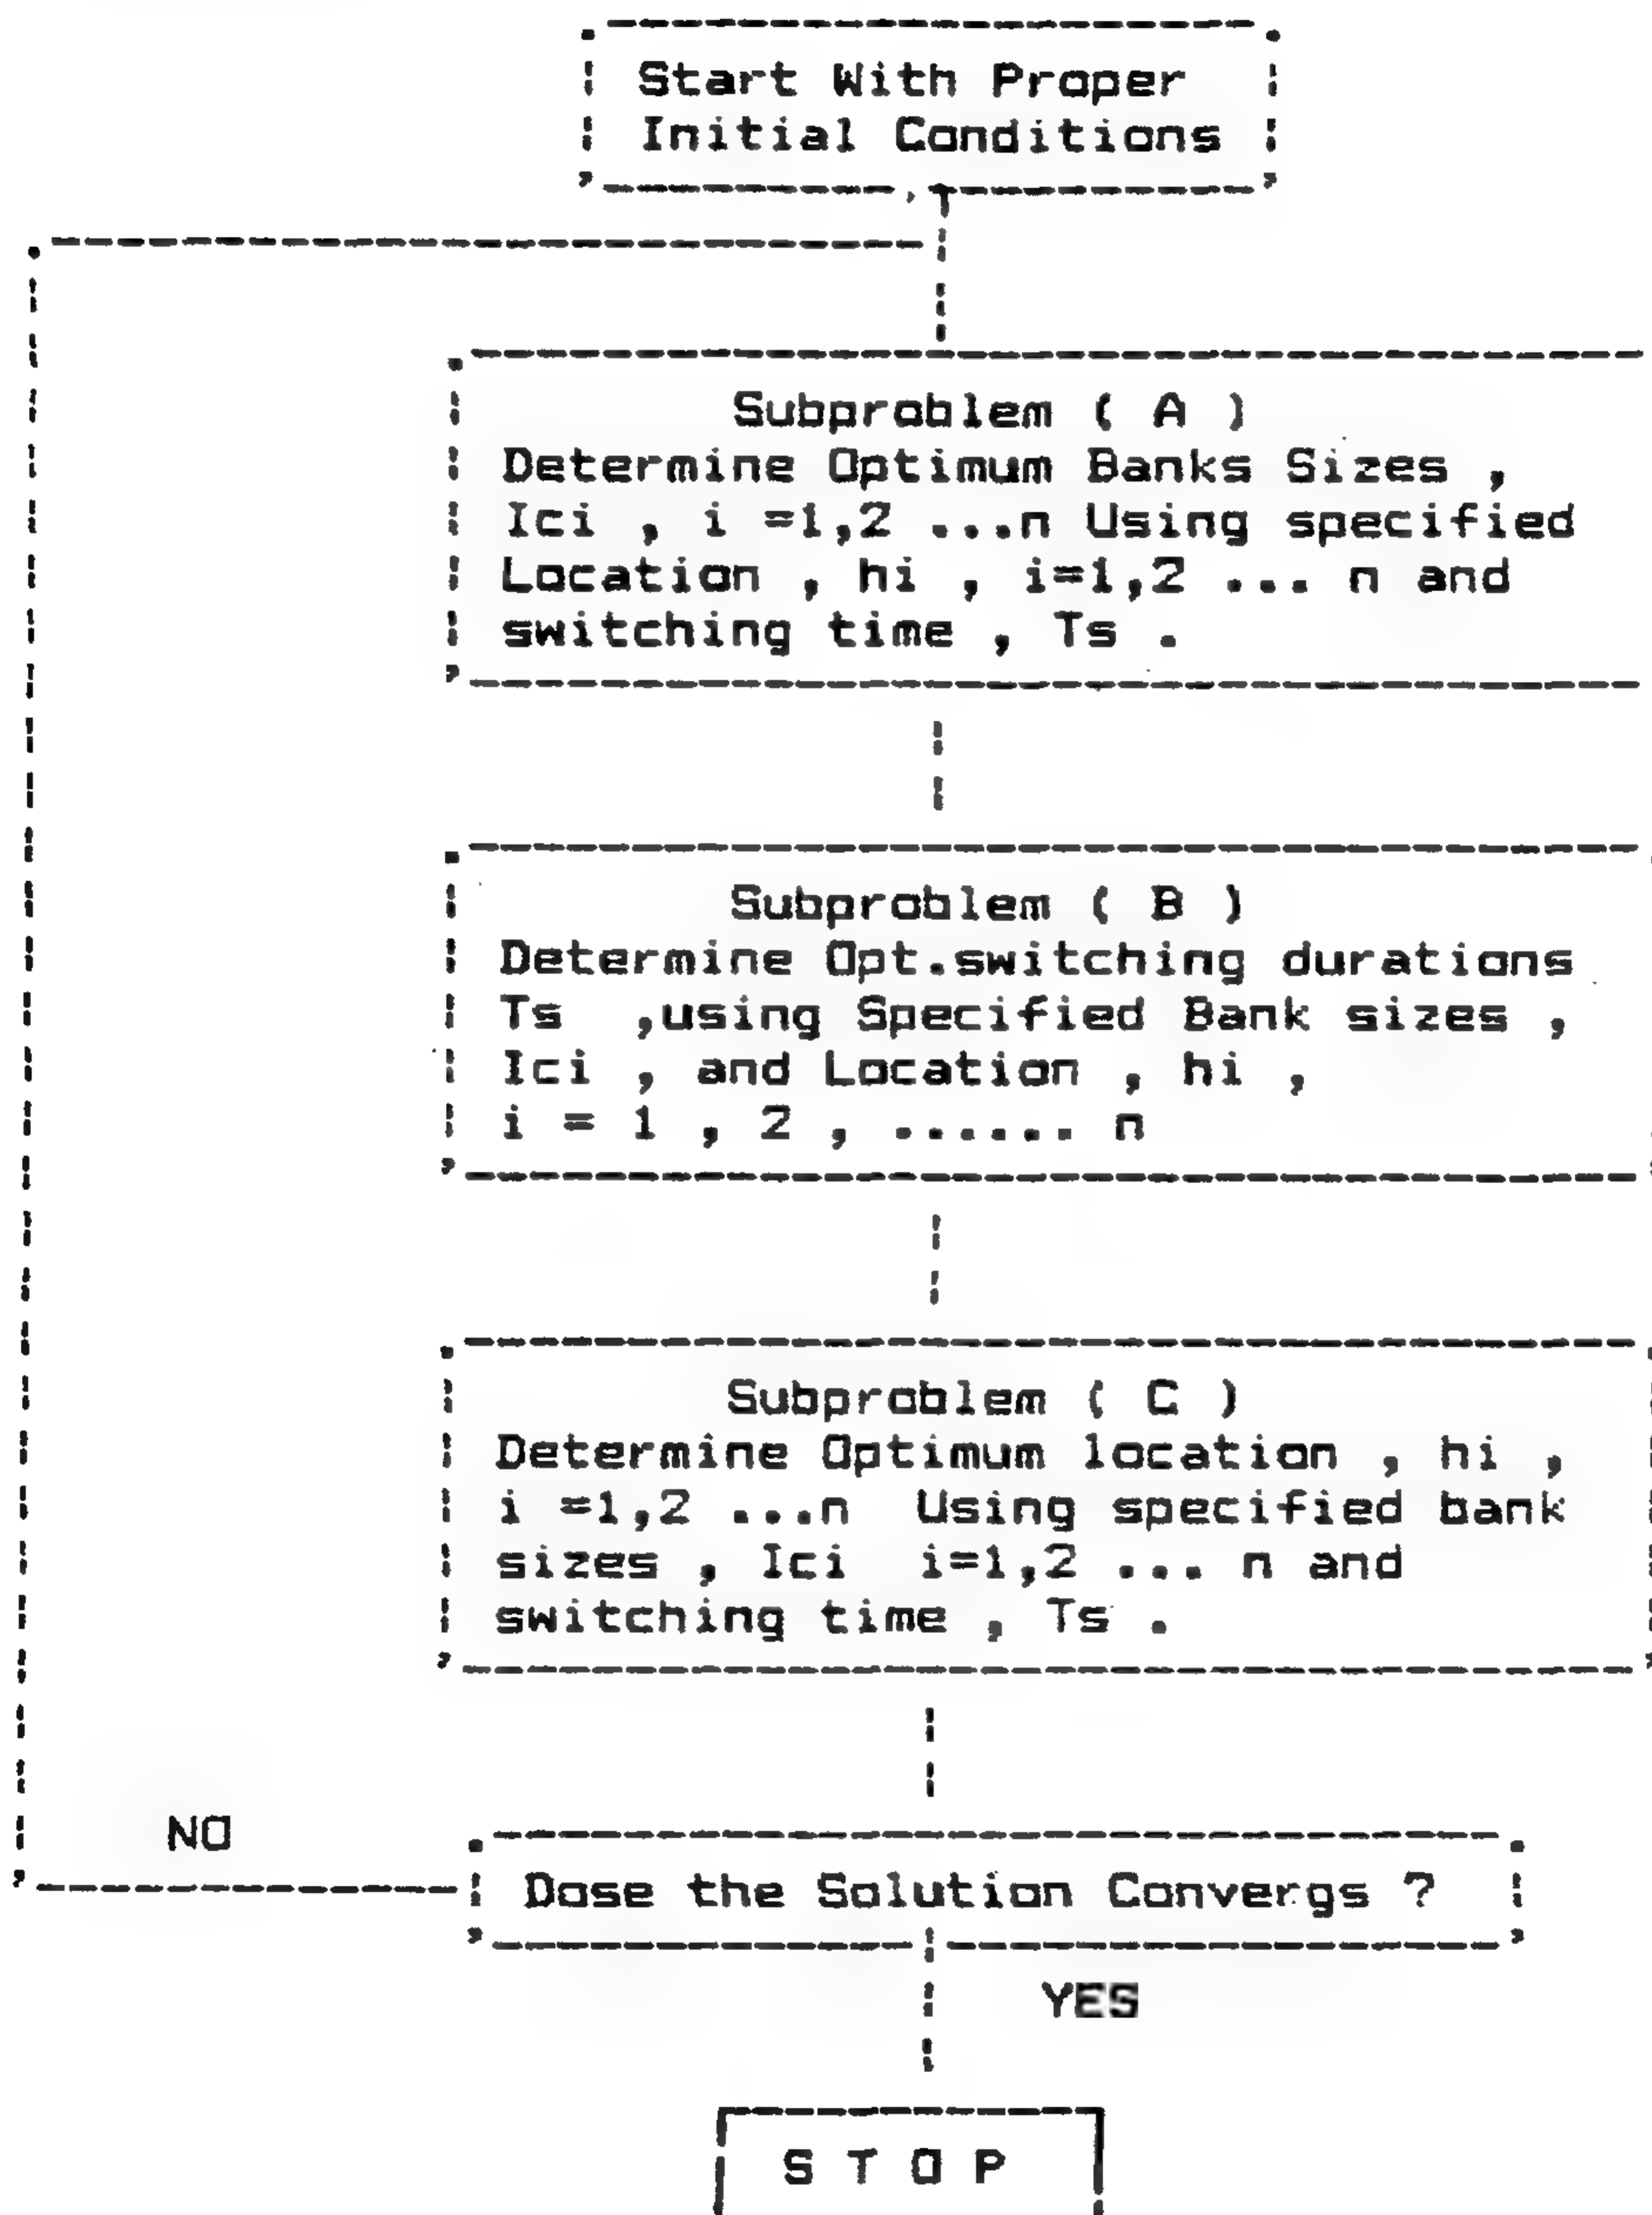 Start With Proper
Initial Conditions
Subproblem ( A )
Determine Optimum Banks Sizes ,
Ici , i =1,2 ...n Using specified
Location , hi , i=1,2 ... n and
switching time , Ts .
Subproblem ( B )
Determine Opt.switching durations
Ts ,using Specified Bank sizes ,
Ici , and Location , hi ,
i = 1 , 2 , ...... n
Subproblem ( C )
Determine Optimum location , hi ,
i =1,2 ...n Using specified bank
sizes , Ici i=1,2 ... n and
switching time , Ts .
NO
Dose the Solution Convergs ?
YES
S T O P